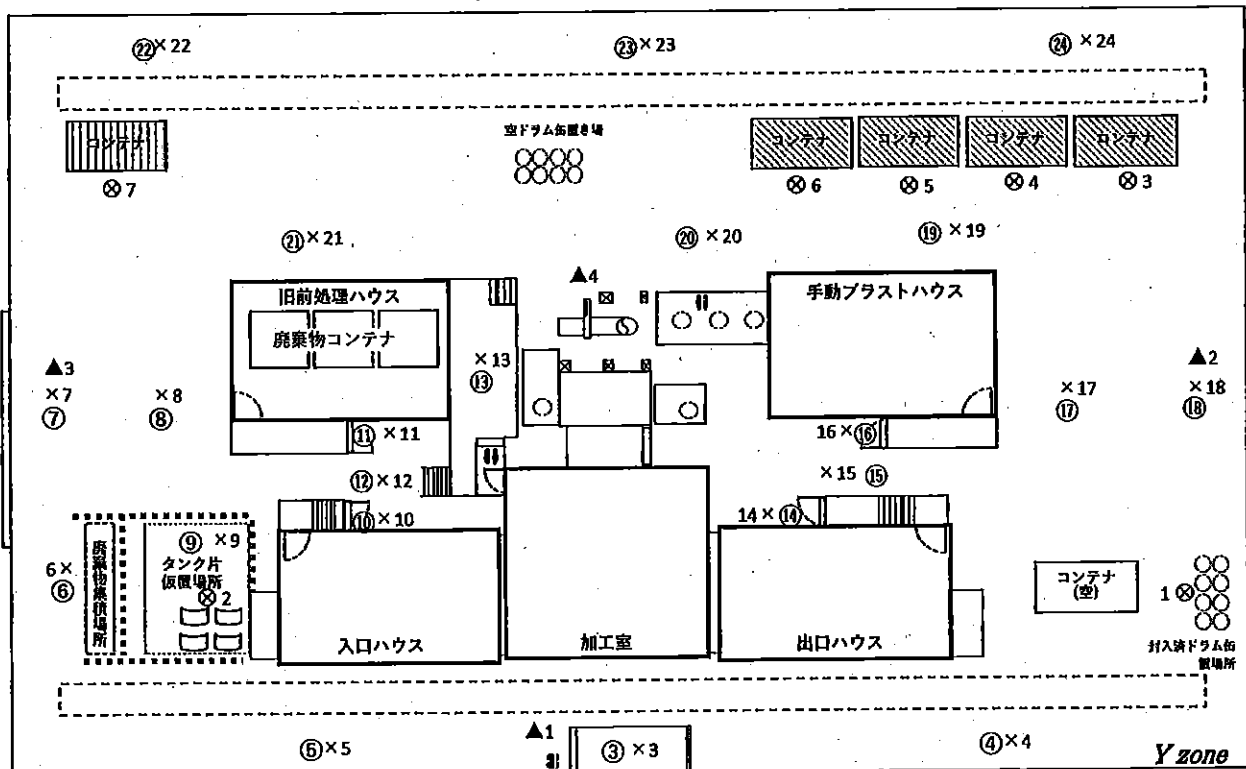 ㉒ ×22
㉓ ×23
㉔ ×24
コンテナ
空ドラム缶置き場
コンテナ
コンテナ
コンテナ
コンテナ
⊗7
⊗6
⊗5
⊗4
⊗3
㉑ ×21
⑳ ×20
⑲ ×19
▲4
旧前処理ハウス
手動ブラストハウス
廃棄物コンテナ
▲3
×13
▲2
×7
×8
⑬
×17
×18
⑦
⑧
⑰
⑱
⑪ ×11
16× ⑯
⑫ ×12
×15 ⑮
⑩ ×10
14× ⑭
⑨ ×9
6×
⑥
廃棄物集積場所
タンク片
仮置場所
⊗2
コンテナ
(空)
1⊗
入口ハウス
加工室
出口ハウス
封入済ドラム缶
置場所
▲1
⑤×5
③ ×3
④×4
Y zone